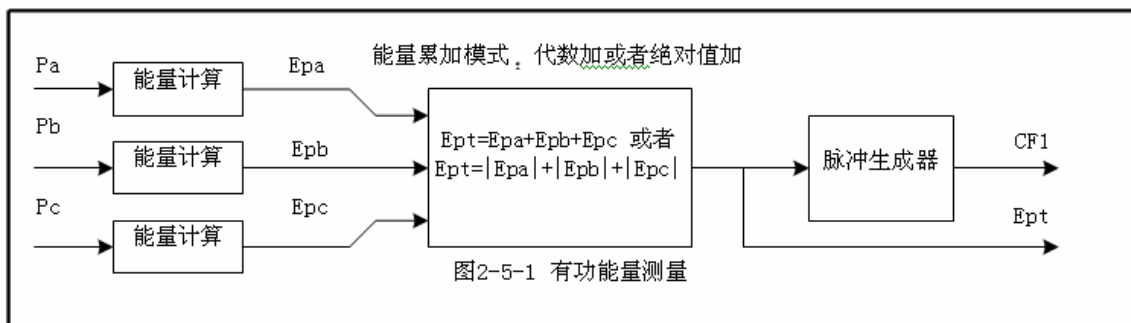 能量累加模式：代数加或者绝对值加
Pa
能量计算
Epa
Pb
能量计算
Epb
Pc
能量计算
Epc
Ept=Epa+Epb+Epc 或者
Ept=|Epa|+|Epb|+|Epc|
脉冲生成器
CF1
Ept
图2-5-1 有功能量测量